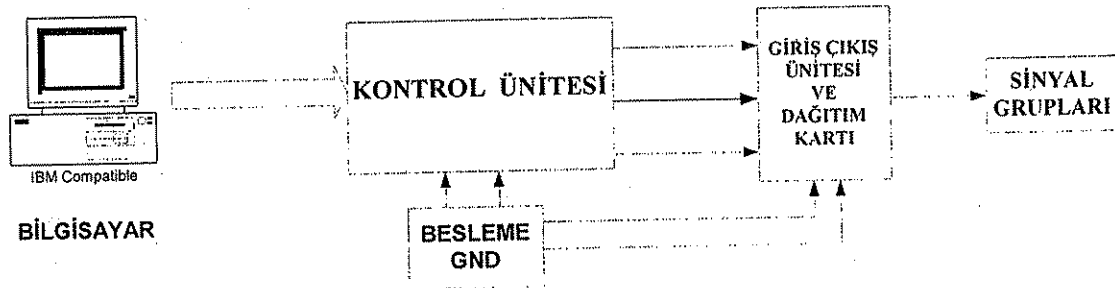 IBM Compatible
BİLGİSAYAR
KONTROL ÜNİTESİ
BESLEME
GND
GİRİŞ ÇIKIŞ
ÜNİTESİ
VE
DAĞITIM
KARTI
SİNYAL
GRUPLARI